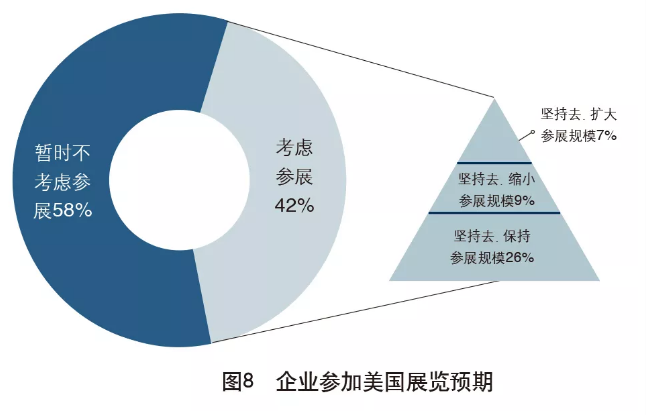 暂时不
考虑参
展58%
考虑
参展
42%
坚持去，扩大
参展规模7%
坚持去，缩小
参展规模9%
坚持去，保持
参展规模26%
图8 企业参加美国展览预期